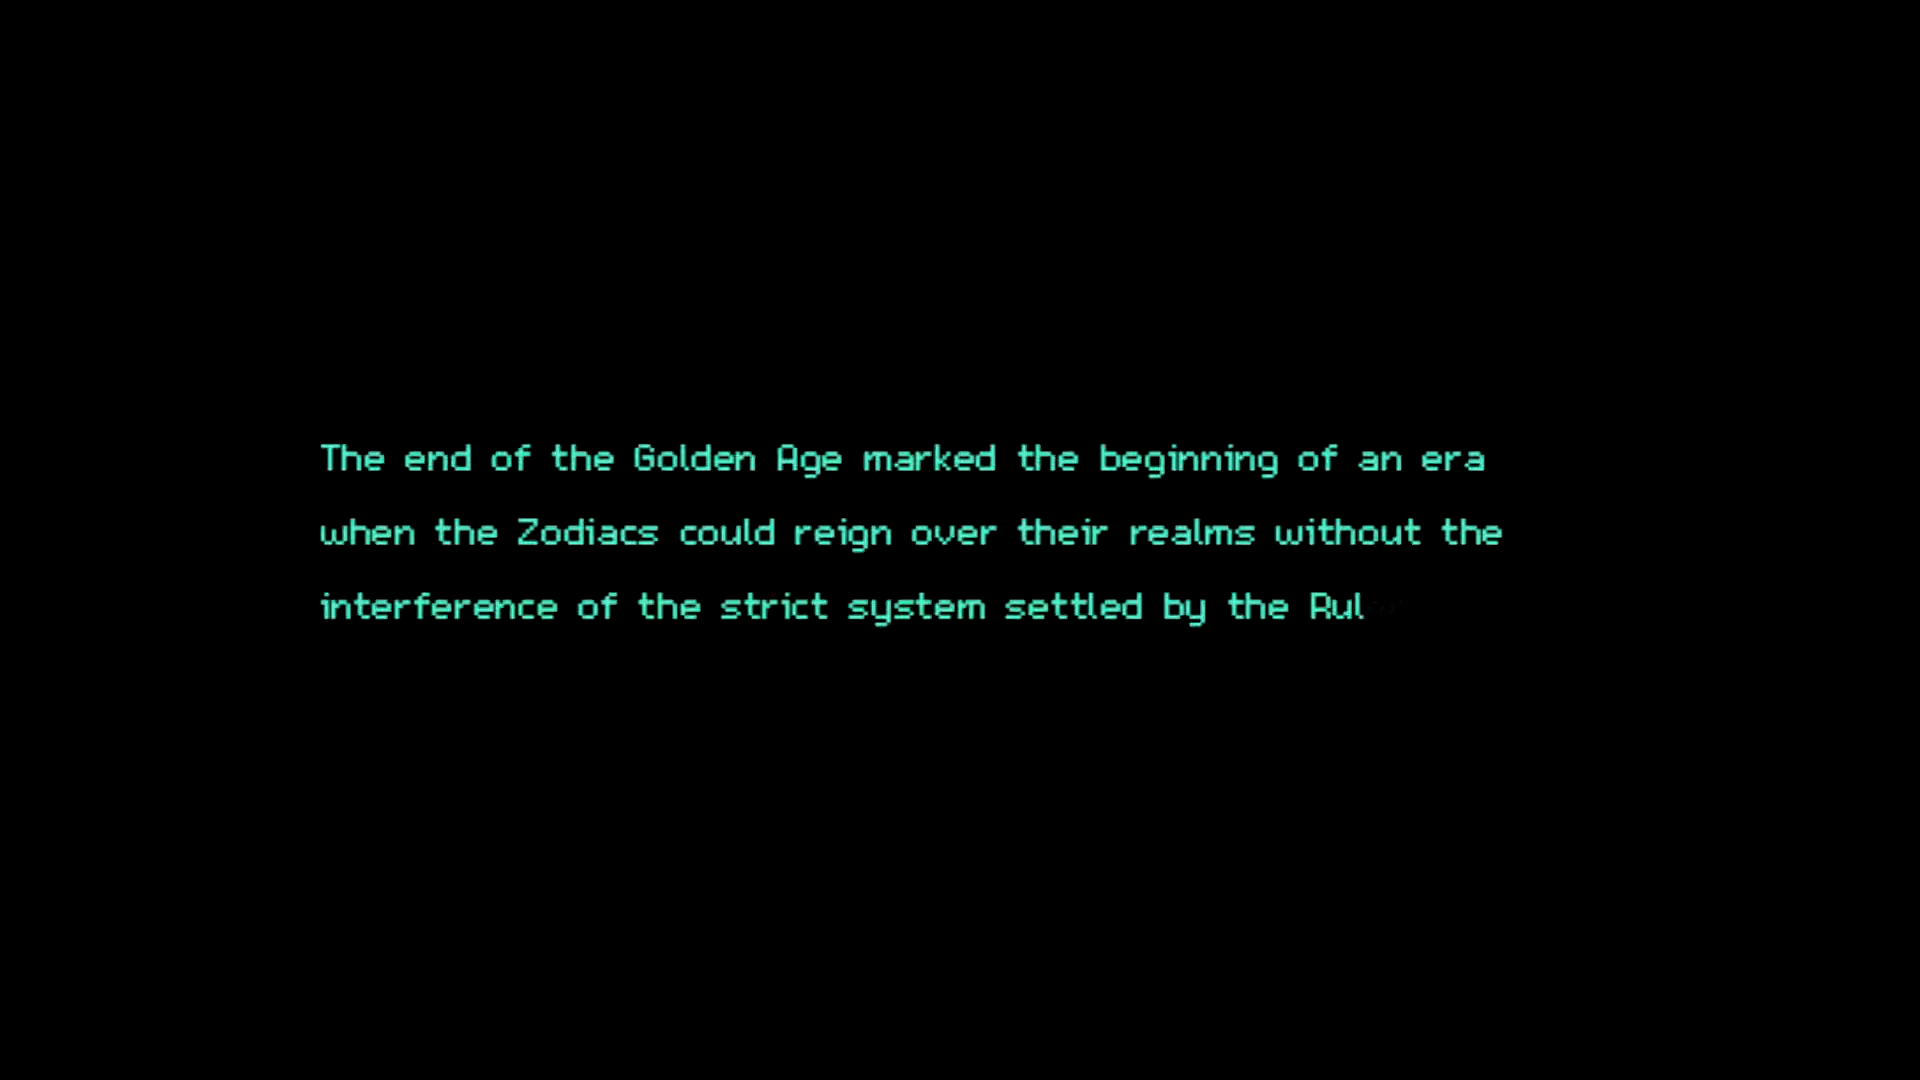 The end of the Golden Age marked the beginning of an era
when the Zodiacs could reign over their realms without the
interference of the strict system settled by the Rul